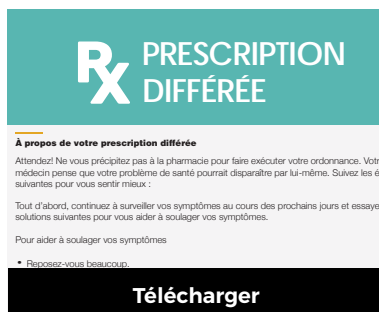 Rx PRESCRIPTION
DIFFÉRÉE
À propos de votre prescription différée
Attendez! Ne vous précipitez pas à la pharmacie pour faire exécuter votre ordonnance.
médecin pense que votre problème de santé pourrait disparaître par lui-même. Suivez les
suivantes pour vous sentir mieux :
Tout d'abord, continuez à surveiller vos symptômes au cours des prochains jours et
solutions suivantes pour vous aider à soulager vos symptômes.
Pour aider à soulager vos symptômes
• Reposez-vous beaucoup.
Télécharger